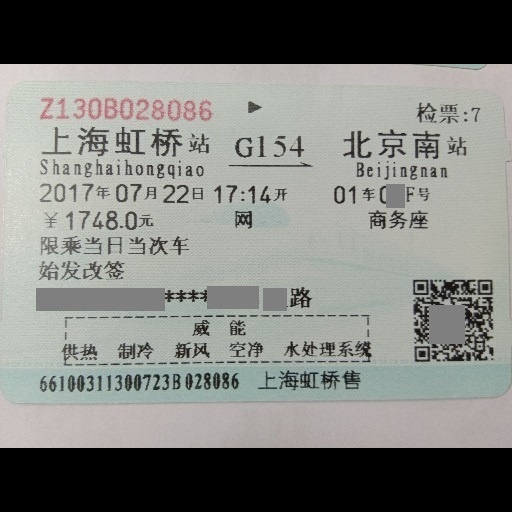 Z130B028086 检票:7
上海虹桥站 G154 北京南站
Shanghaihongqiao Beijingnan
2017年07月22日17:14开 01车0 F号
￥1748.0元 网 商务座
限乘当日当次车
始发改签
**** 路
威 能
供热 制冷 新风 空净 水处理系统
66100311300723B028086 上海虹桥售